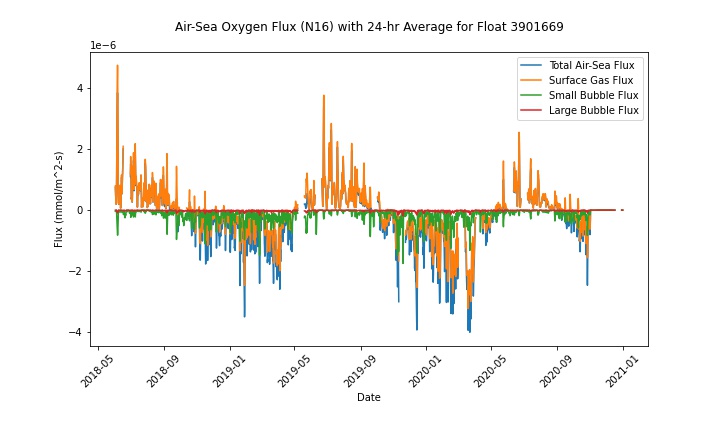 Air-Sea Oxygen Flux (N16) with 24-hr Average for Float 3901669
1e−6
Total Air-Sea Flux
Surface Gas Flux
Small Bubble Flux
Large Bubble Flux
4
2
0
−2
−4
Flux (mmol/m^2-s)
2018-05
2018-09
2019-01
2019-05
2019-09
2020-01
2020-05
2020-09
2021-01
Date